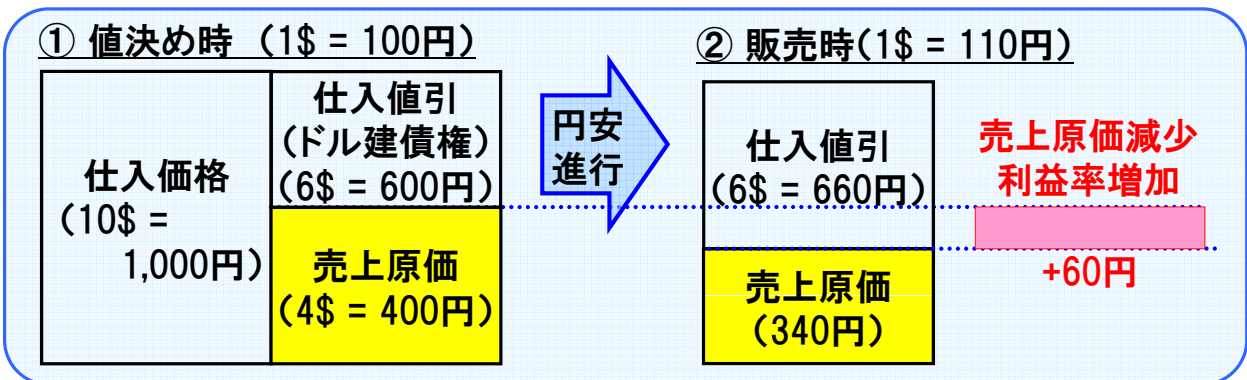 ① 値決め時 （1$ = 100円）
仕入価格
（10$ =
1,000円）
仕入値引
（ドル建債権）
（6$ = 600円）
売上原価
（4$ = 400円）
円安
進行
② 販売時（1$ = 110円）
仕入値引
（6$ = 660円）
売上原価
（340円）
売上原価減少
利益率増加
+60円